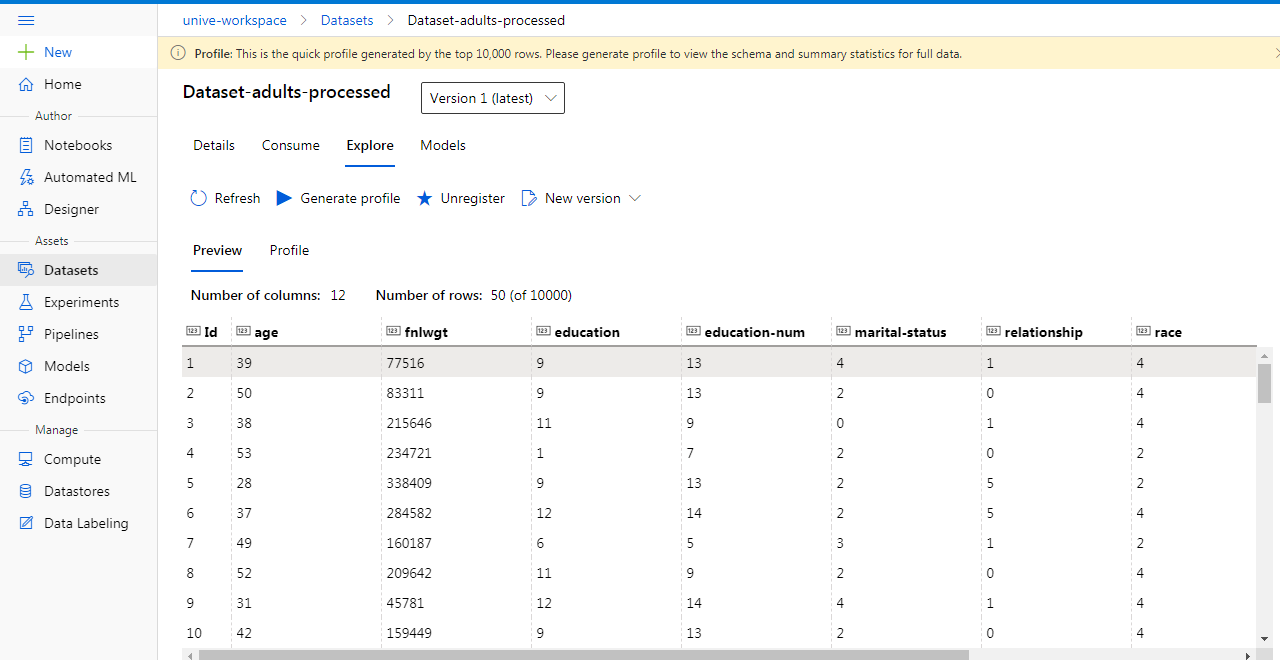 unive-workspace > Datasets > Dataset-adults-processed
New
Home
Author
Notebooks
Automated ML
Designer
Assets
Datasets
Experiments
Pipelines
Models
Endpoints
Manage
Compute
Datastores
Data Labeling
Profile: This is the quick profile generated by the top 10,000 rows. Please generate profile to view the schema and summary statistics for full data.
Dataset-adults-processed Version 1 (latest)
Details Consume Explore Models
Refresh Generate profile Unregister New version
Preview Profile
Number of columns: 12 Number of rows: 50 (of 10000)
123 Id 123 age 123 fnlwgt 123 education 123 education-num 123 marital-status 123 relationship 123 race
1 39 77516 9 13 4 1 4
2 50 83311 9 13 2 0 4
3 38 215646 11 9 0 1 4
4 53 234721 1 7 2 0 2
5 28 338409 9 13 2 5 2
6 37 284582 12 14 2 5 4
7 49 160187 6 5 3 1 2
8 52 209642 11 9 2 0 4
9 31 45781 12 14 4 1 4
10 42 159449 9 13 2 0 4